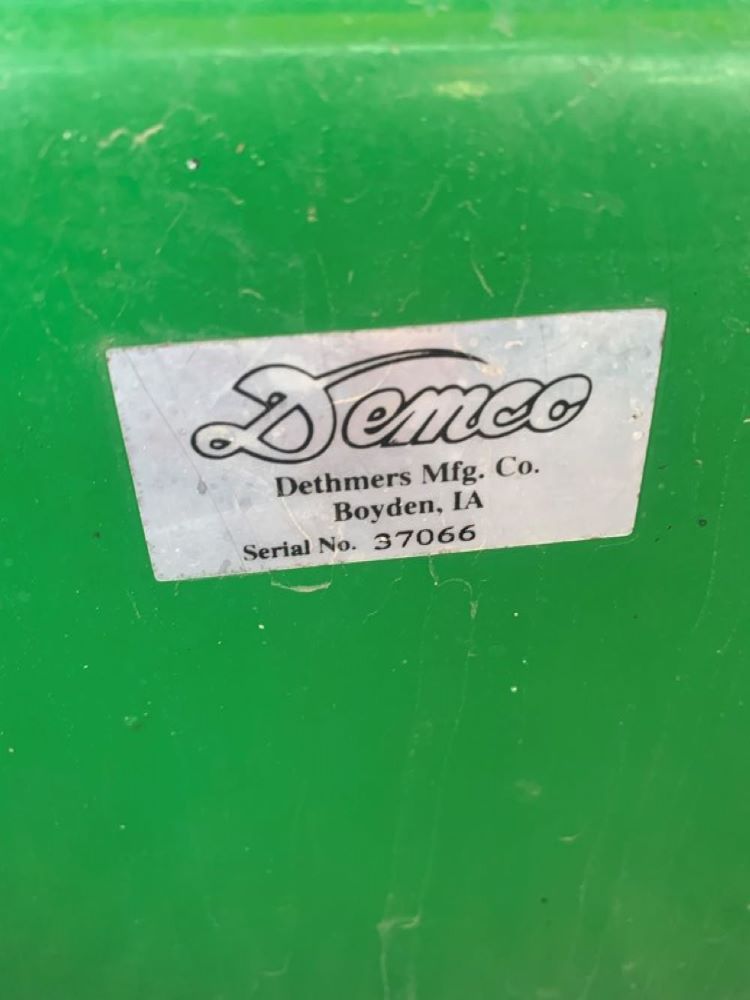 Demco
Dethmers Mfg. Co.
Boyden, IA
Serial No. 37066